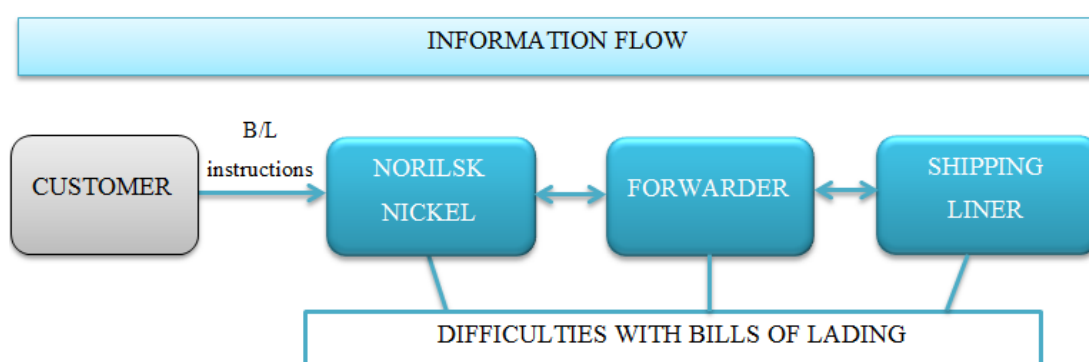 INFORMATION FLOW
B/L
instructions
CUSTOMER
NORILSK
NICKEL
FORWARDER
SHIPPING
LINER
DIFFICULTIES WITH BILLS OF LADING